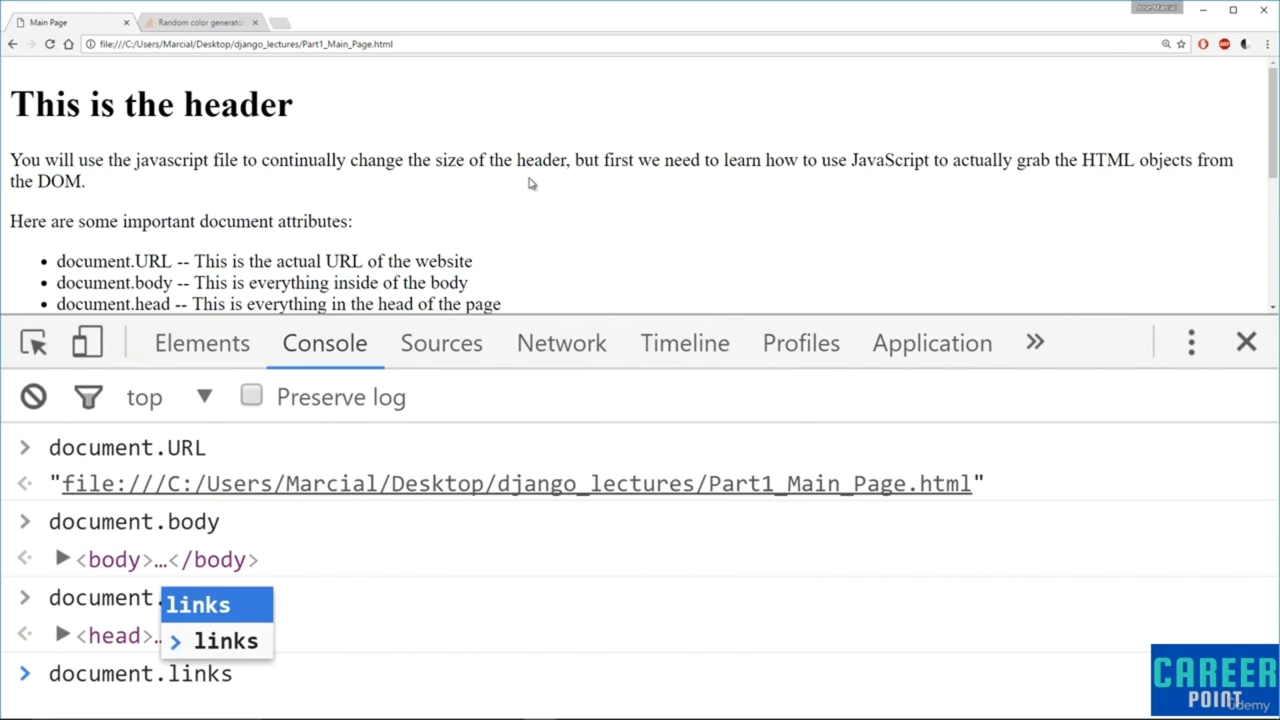 Jose Marcial
Main Page
Random color generato
file:///C:/Users/Marcial/Desktop/django_lectures/Part1_Main_Page.html
ABP
This is the header
You will use the javascript file to continually change the size of the header, but first we need to learn how to use JavaScript to actually grab the HTML objects from
the DOM.
Here are some important document attributes:
document.URL -- This is the actual URL of the website
document.body -- This is everything inside of the body
document.head -- This is everything in the head of the page
Elements Console Sources Network Timeline Profiles Application
top Preserve log
document.URL
"file:///C:/Users/Marcial/Desktop/django_lectures/Part1_Main_Page.html"
document.body
<body>…</body>
document.
links
<head>…
links
document.links
CAREER
POINT
Udemy